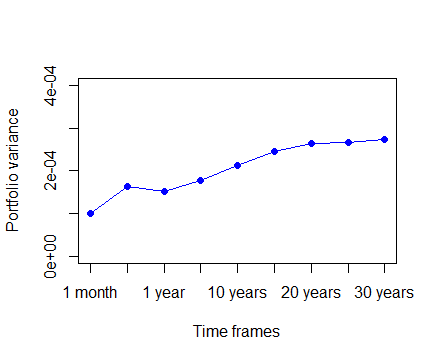 Portfolio variance
4e-04
2e-04
0e+00
1 month 1 year 10 years 20 years 30 years
Time frames